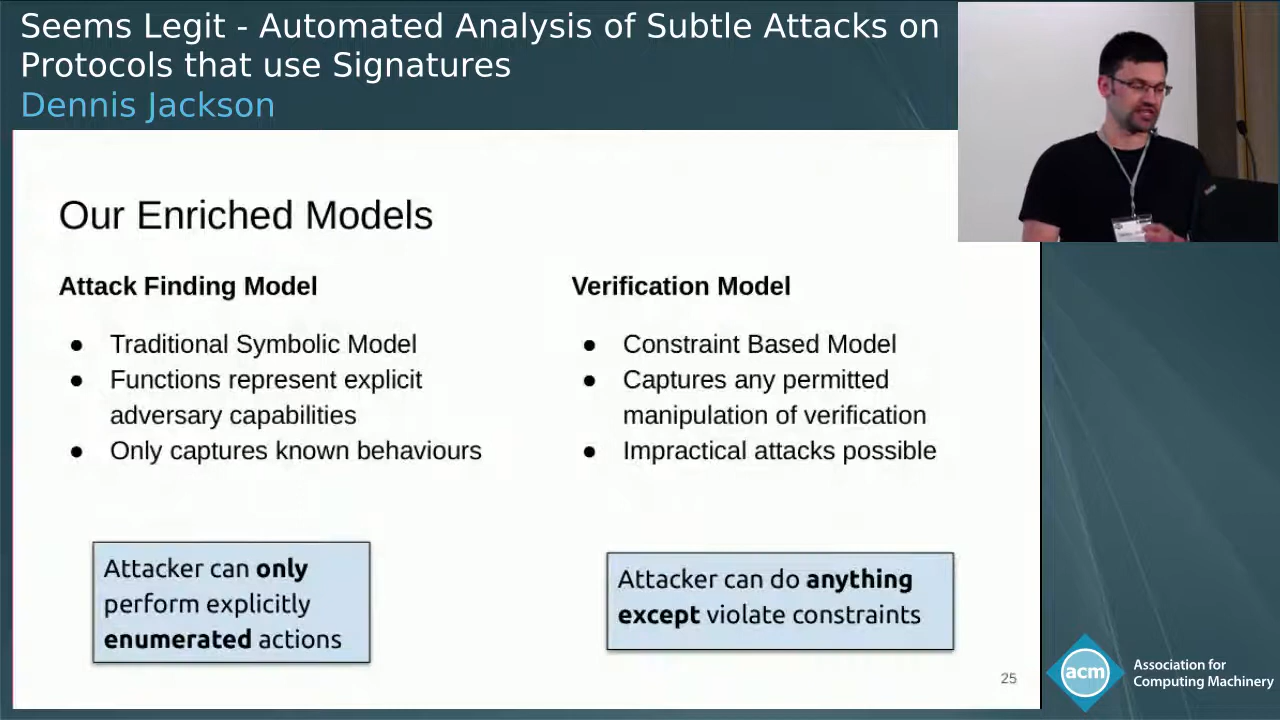 Seems Legit - Automated Analysis of Subtle Attacks on
Protocols that use Signatures
Dennis Jackson
Our Enriched Models
Attack Finding Model
● Traditional Symbolic Model
● Functions represent explicit
adversary capabilities
● Only captures known behaviours
Attacker can only
perform explicitly
enumerated actions
Verification Model
● Constraint Based Model
● Captures any permitted
manipulation of verification
● Impractical attacks possible
Attacker can do anything
except violate constraints
25
acm
Association for
Computing Machinery